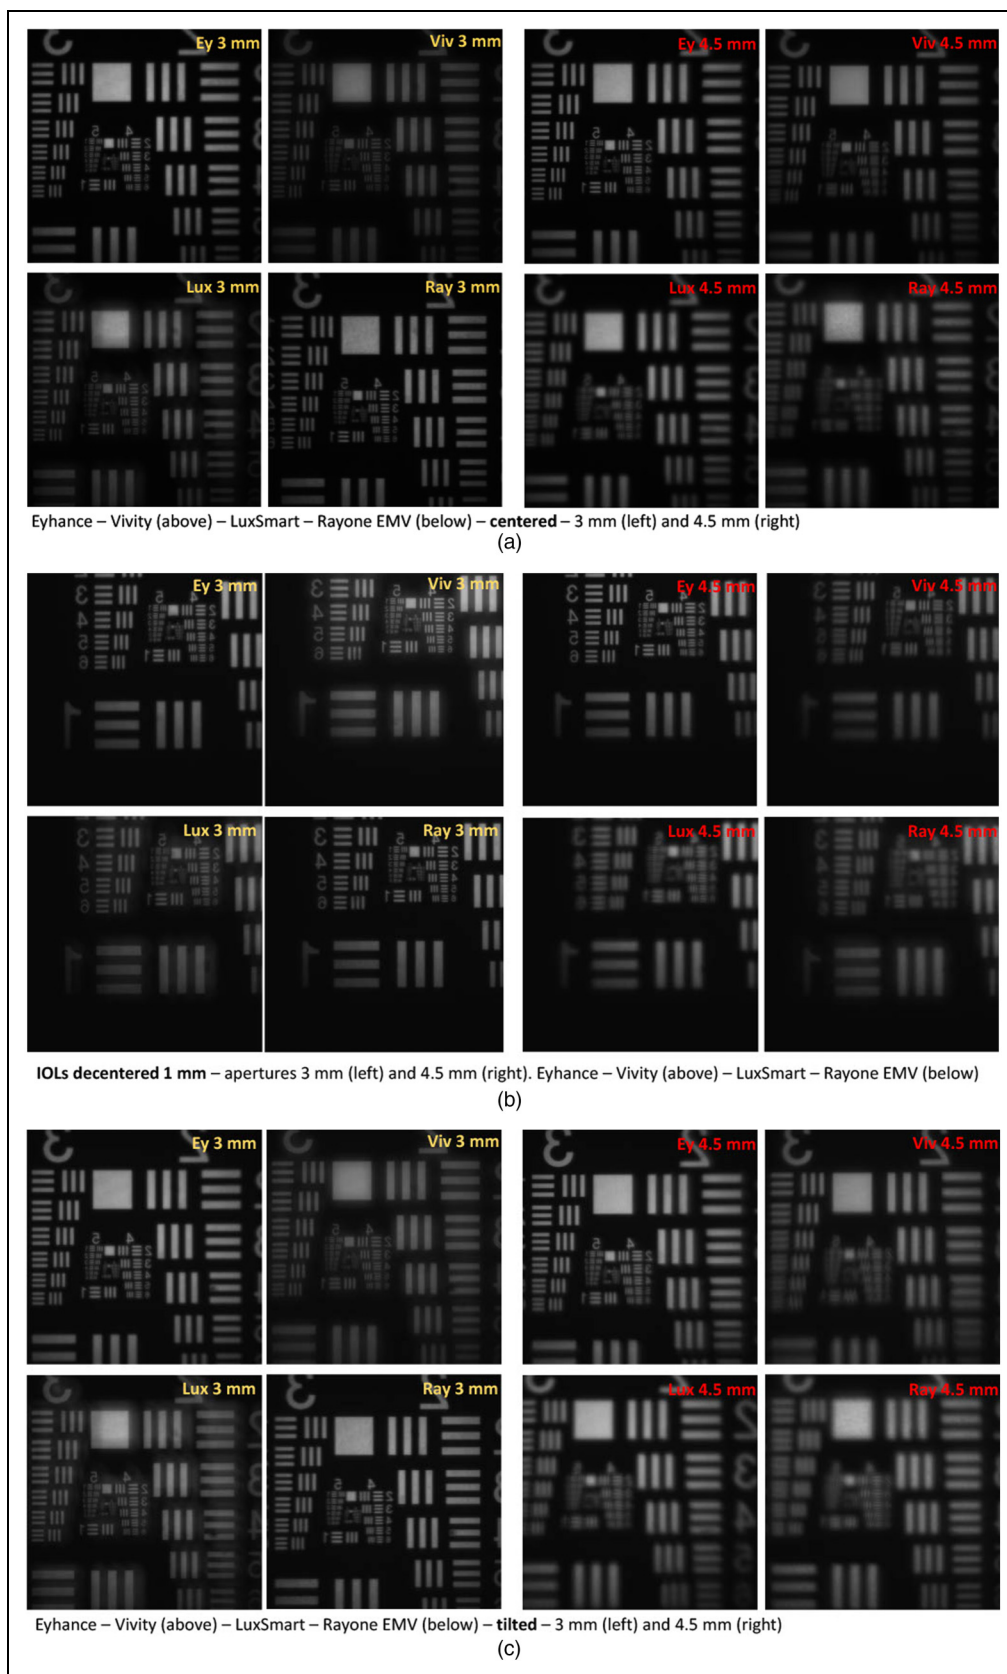 Ey 3 mm
Viv 3 mm
Ey 4.5 mm
Viv 4.5 mm
Lux 3 mm
Ray 3 mm
Lux 4.5 mm
Ray 4.5 mm
Eyhance – Vivity (above) – LuxSmart – Rayone EMV (below) – centered – 3 mm (left) and 4.5 mm (right)
(a)
Ey 3 mm
Viv 3 mm
Ey 4.5 mm
Viv 4.5 mm
Lux 3 mm
Ray 3 mm
Lux 4.5 mm
Ray 4.5 mm
IOLs decentered 1 mm – apertures 3 mm (left) and 4.5 mm (right). Eyhance – Vivity (above) – LuxSmart – Rayone EMV (below)
(b)
Ey 3 mm
Viv 3 mm
Ey 4.5 mm
Viv 4.5 mm
Lux 3 mm
Ray 3 mm
Lux 4.5 mm
Ray 4.5 mm
Eyhance – Vivity (above) – LuxSmart – Rayone EMV (below) – tilted – 3 mm (left) and 4.5 mm (right)
(c)